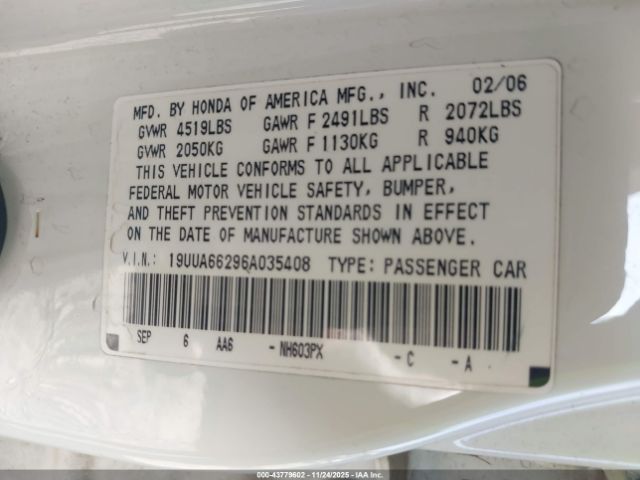 MFD. BY HONDA OF AMERICA MFG., INC. 02/06
GVWR 4519LBS GAWR F 2491LBS R 2072LBS
GVWR 2050KG GAWR F 1130KG R 940KG
THIS VEHICLE CONFORMS TO ALL APPLICABLE
FEDERAL MOTOR VEHICLE SAFETY, BUMPER,
AND THEFT PREVENTION STANDARDS IN EFFECT
ON THE DATE OF MANUFACTURE SHOWN ABOVE.
V.I.N.: 19UUA66296A035408 TYPE: PASSENGER CAR
SEP 6 AA6 - NH603PX - C - A
000-43779602 - 11/24/2025 - TRADEMARK OF IAA, INC.